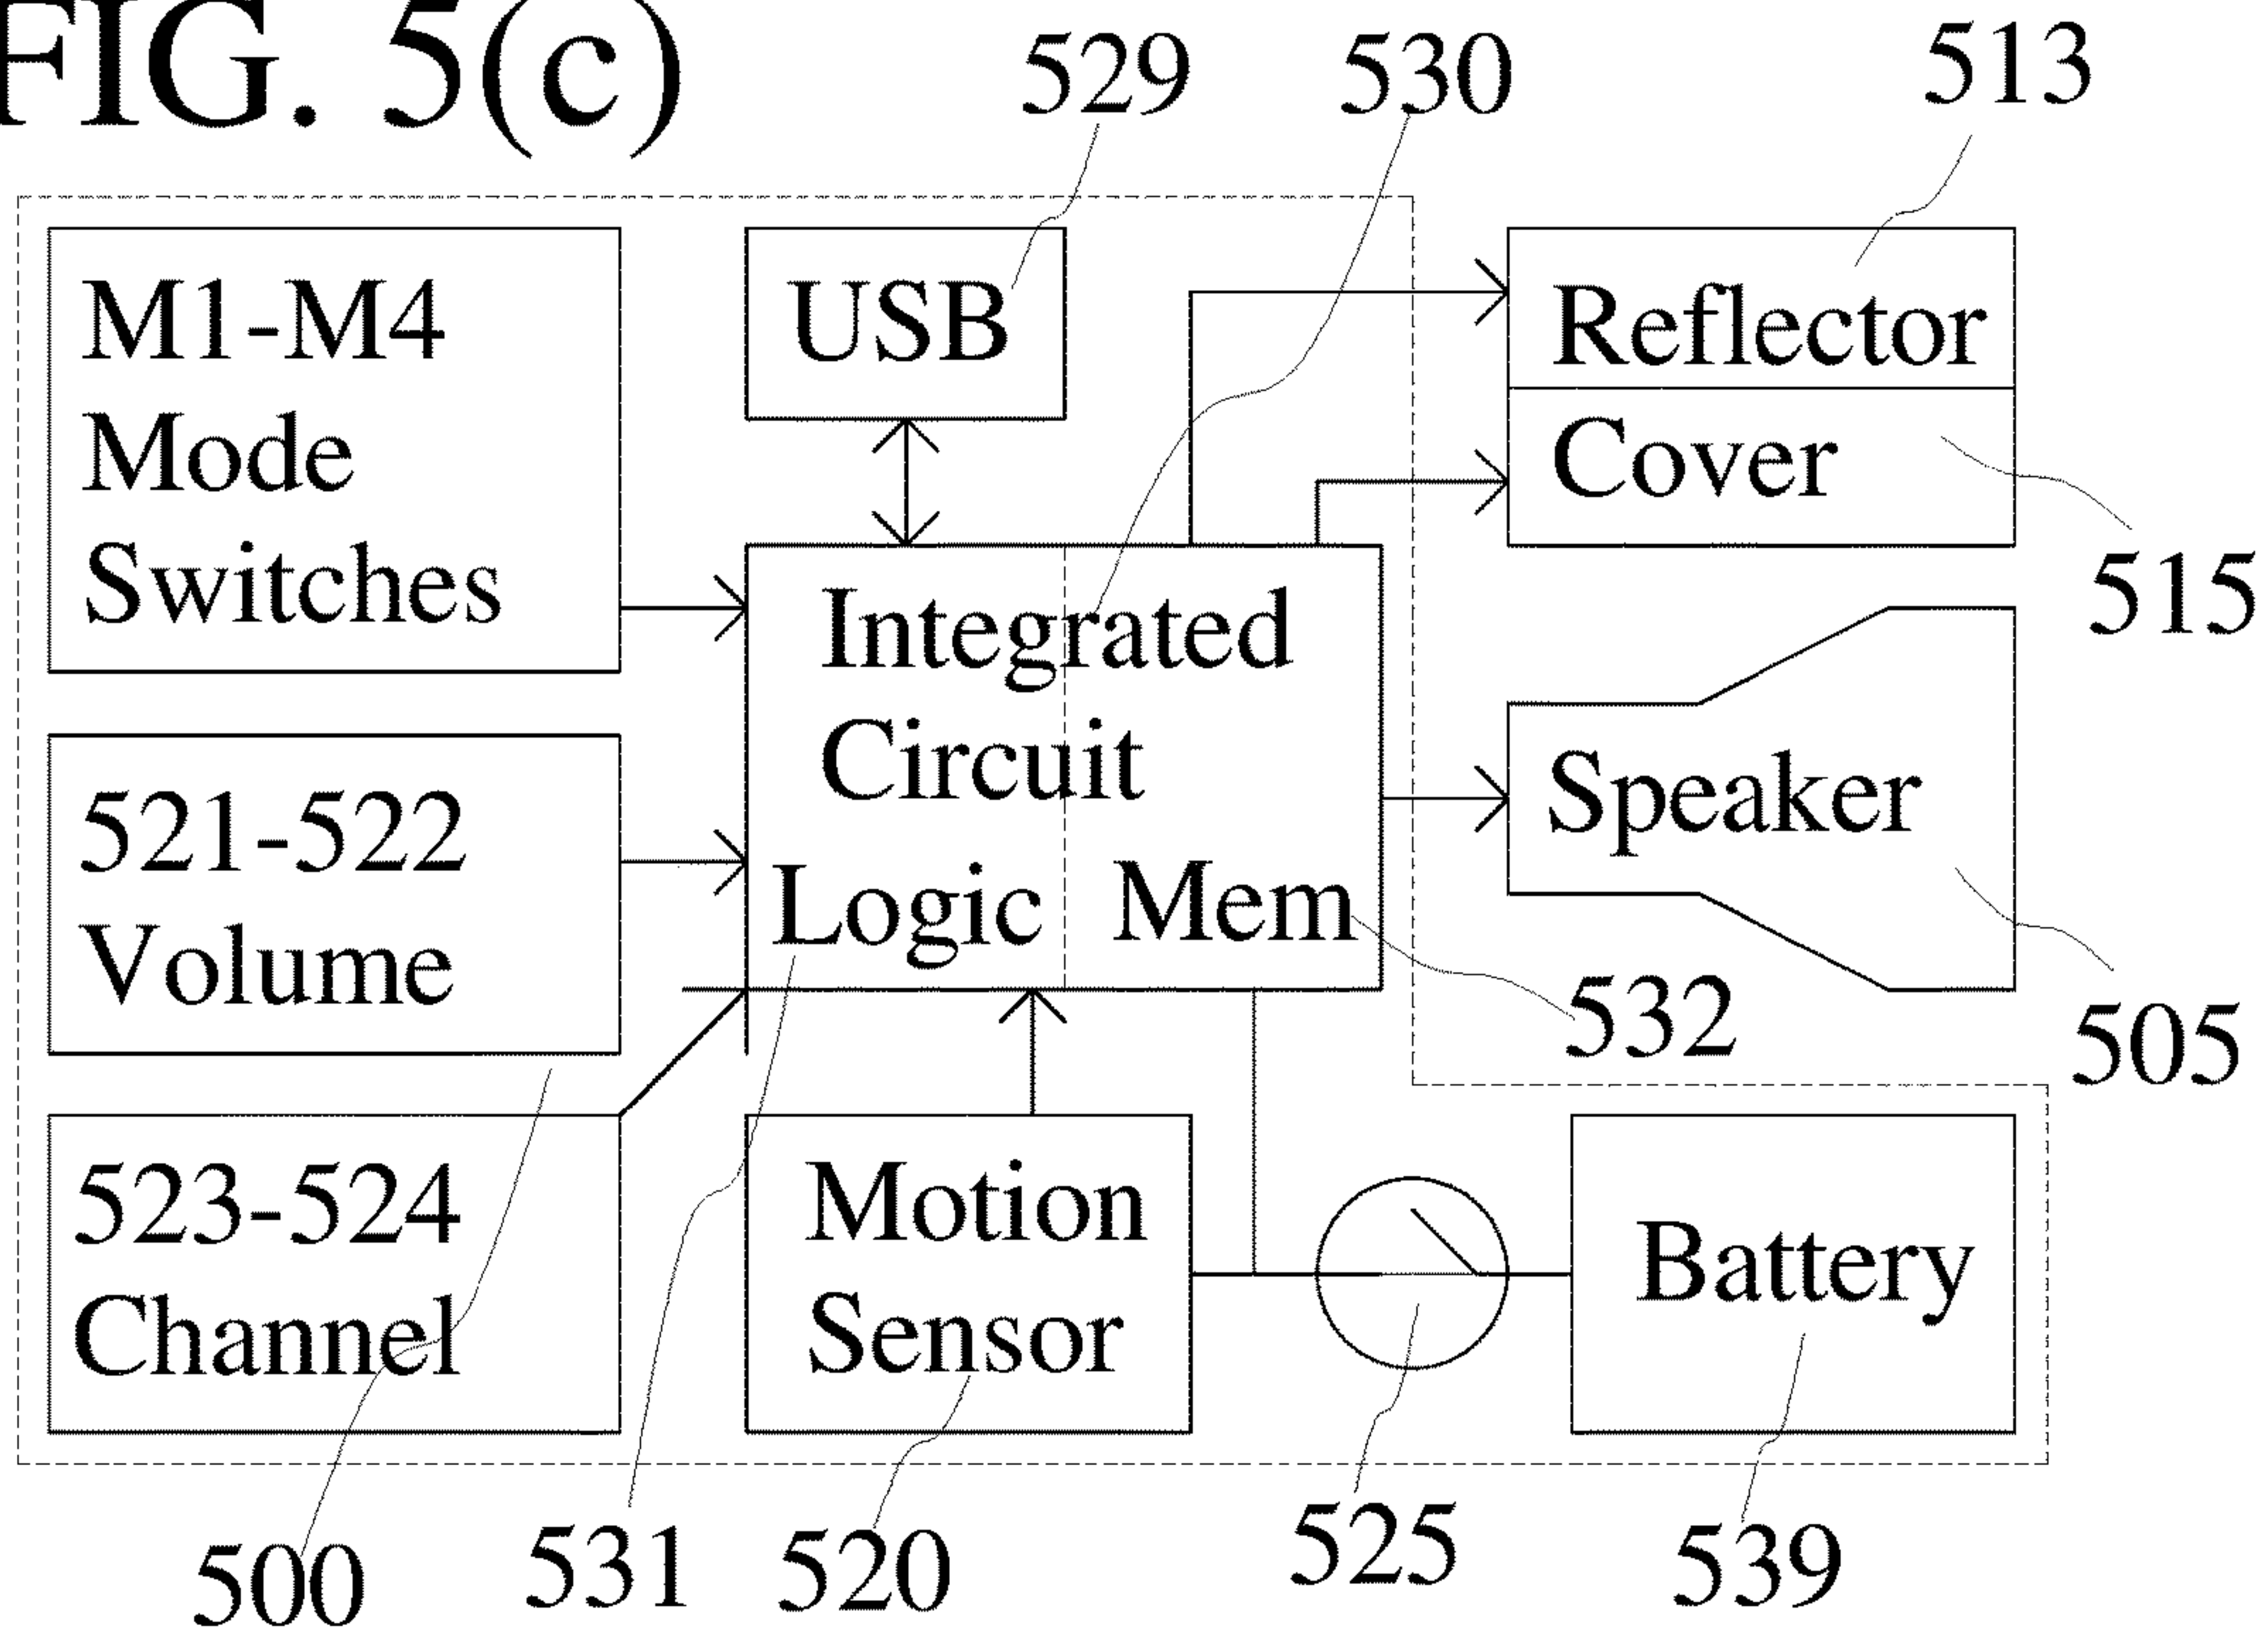 FIG. 5(c)
529
530
513
M1-M4
Mode
Switches
USB
Reflector
Cover
515
Integrated
Circuit
Logic
Mem
Speaker
521-522
Volume
532
505
523-524
Channel
Motion
Sensor
Battery
500
531
520
525
539